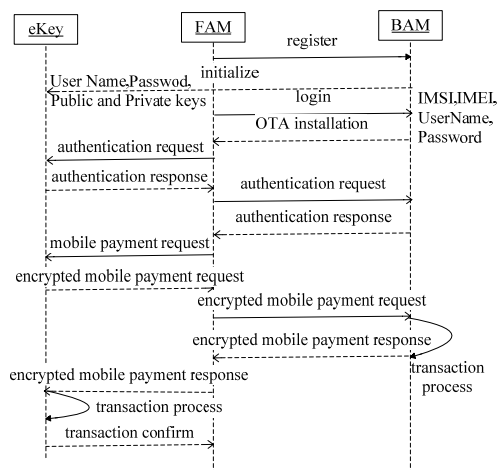 eKey
FAM
BAM
register
initialize
User Name,Passwod,
Public and Private keys
login
IMSI,IMEI,
UserName,
Password
OTA installation
authentication request
authentication response
authentication request
authentication response
mobile payment request
encrypted mobile payment request
encrypted mobile payment request
encrypted mobile payment response
transaction
process
encrypted mobile payment response
transaction process
transaction confirm